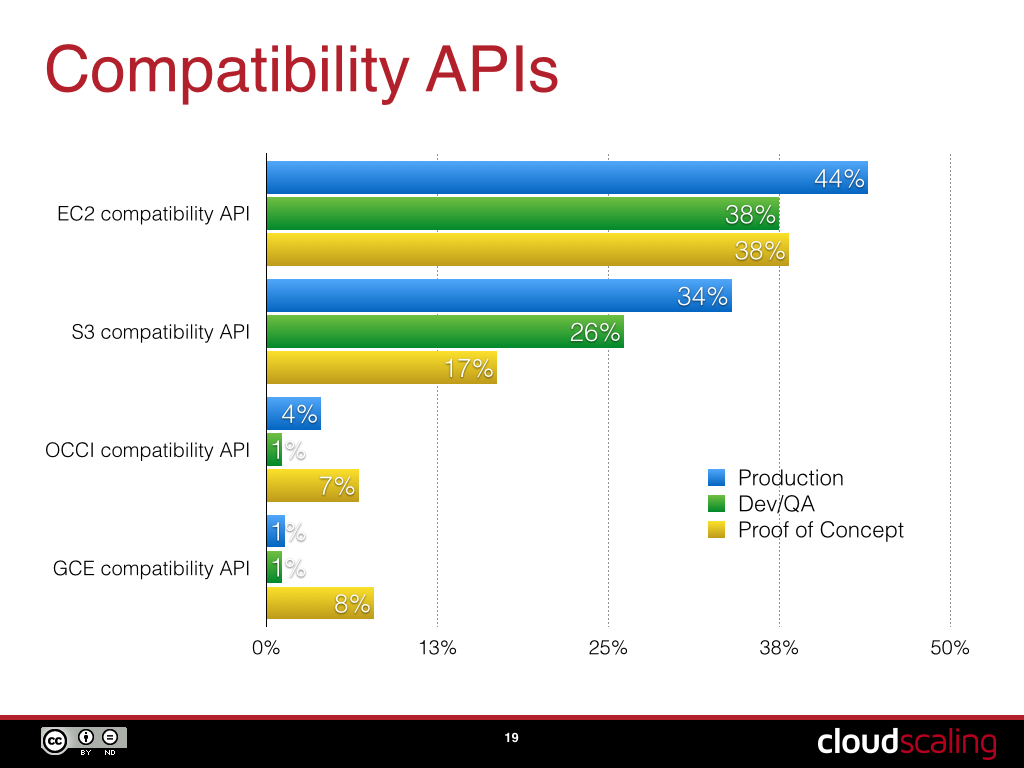 Compatibility APIs
EC2 compatibility API
44%
38%
38%
S3 compatibility API
34%
26%
17%
OCCI compatibility API
4%
1%
7%
GCE compatibility API
1%
1%
8%
Production
Dev/QA
Proof of Concept
0% 13% 25% 38% 50%
cc BY ND
19
cloudscaling